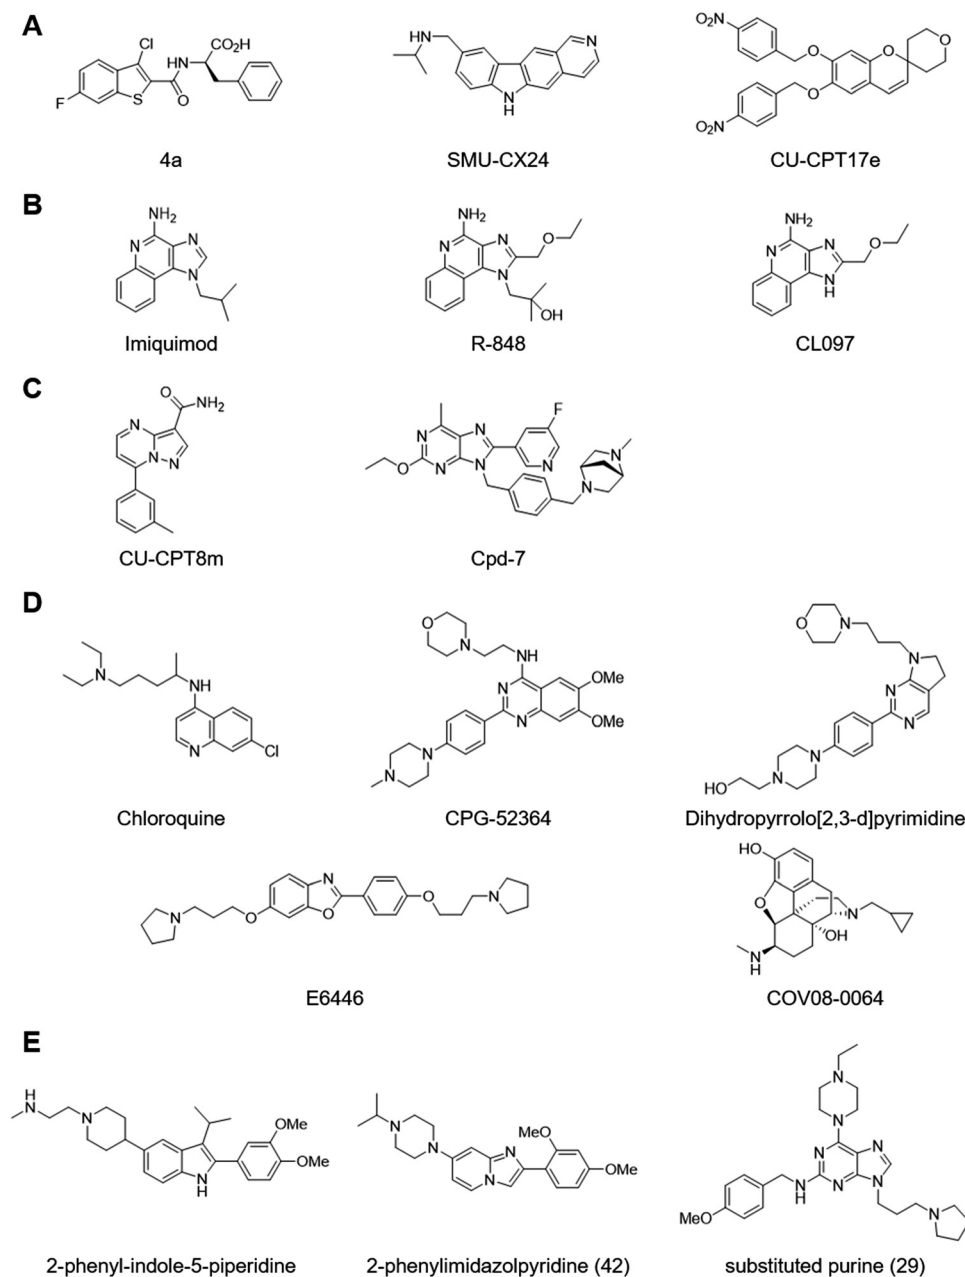 A
Cl
CO₂H
HN
O
S
F
4a
HN
N
N
H
SMU-CX24
O₂N
O
O
O
O
O₂N
CU-CPT17e
B
NH₂
N
N
N
Imiquimod
NH₂
N
N
O
N
OH
R-848
NH₂
N
N
O
N
H
CL097
C
O
NH₂
N
N
N
CU-CPT8m
F
N
N
N
N
N
O
N
N
Cpd-7
D
N
HN
N
Cl
Chloroquine
O
N
NH
N
OMe
N
OMe
N
N
CPG-52364
O
N
N
N
N
N
N
HO
Dihydropyrrolo[2,3-d]pyrimidine
N
O
N
O
O
N
E6446
HO
O
N
OH
N
H
COV08-0064
E
H
N
N
OMe
OMe
N
H
2-phenyl-indole-5-piperidine
N
N
N
N
MeO
OMe
2-phenylimidazolpyridine (42)
N
N
N
N
N
N
N
H
MeO
N
substituted purine (29)